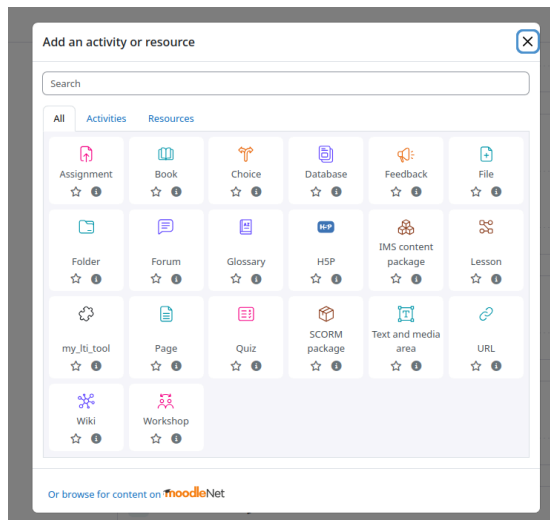 Add an activity or resource
Search
All Activities Resources
Assignment Book Choice Database Feedback File
Folder Forum Glossary H5P IMS content package Lesson
my_lti_tool Page Quiz SCORM package Text and media area URL
Wiki Workshop
Or browse for content on moodleNet